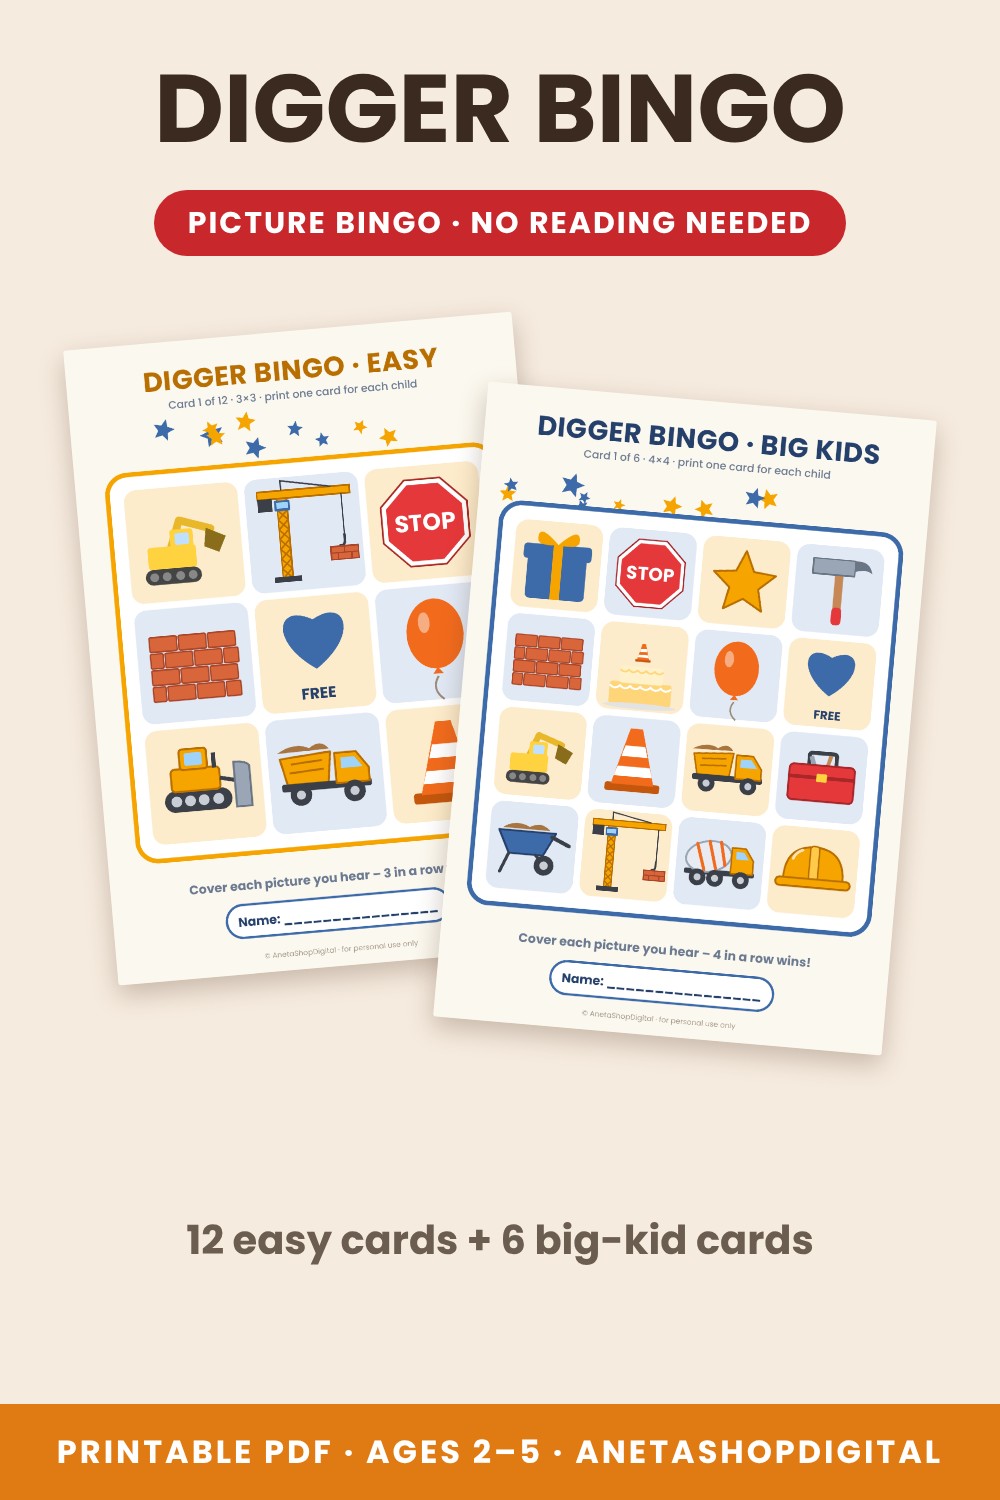 DIGGER BINGO
PICTURE BINGO · NO READING NEEDED
DIGGER BINGO · EASY
Card 1 of 12 · 3×3 · print one card for each child
STOP
FREE
Cover each picture you hear – 3 in a row
Name: _______________
© AnetaShopDigital · for personal use only
DIGGER BINGO · BIG KIDS
Card 1 of 6 · 4×4 · print one card for each child
STOP
FREE
Cover each picture you hear – 4 in a row wins!
Name: _______________
© AnetaShopDigital · for personal use only
12 easy cards + 6 big-kid cards
PRINTABLE PDF · AGES 2–5 · ANETASHOPDIGITAL